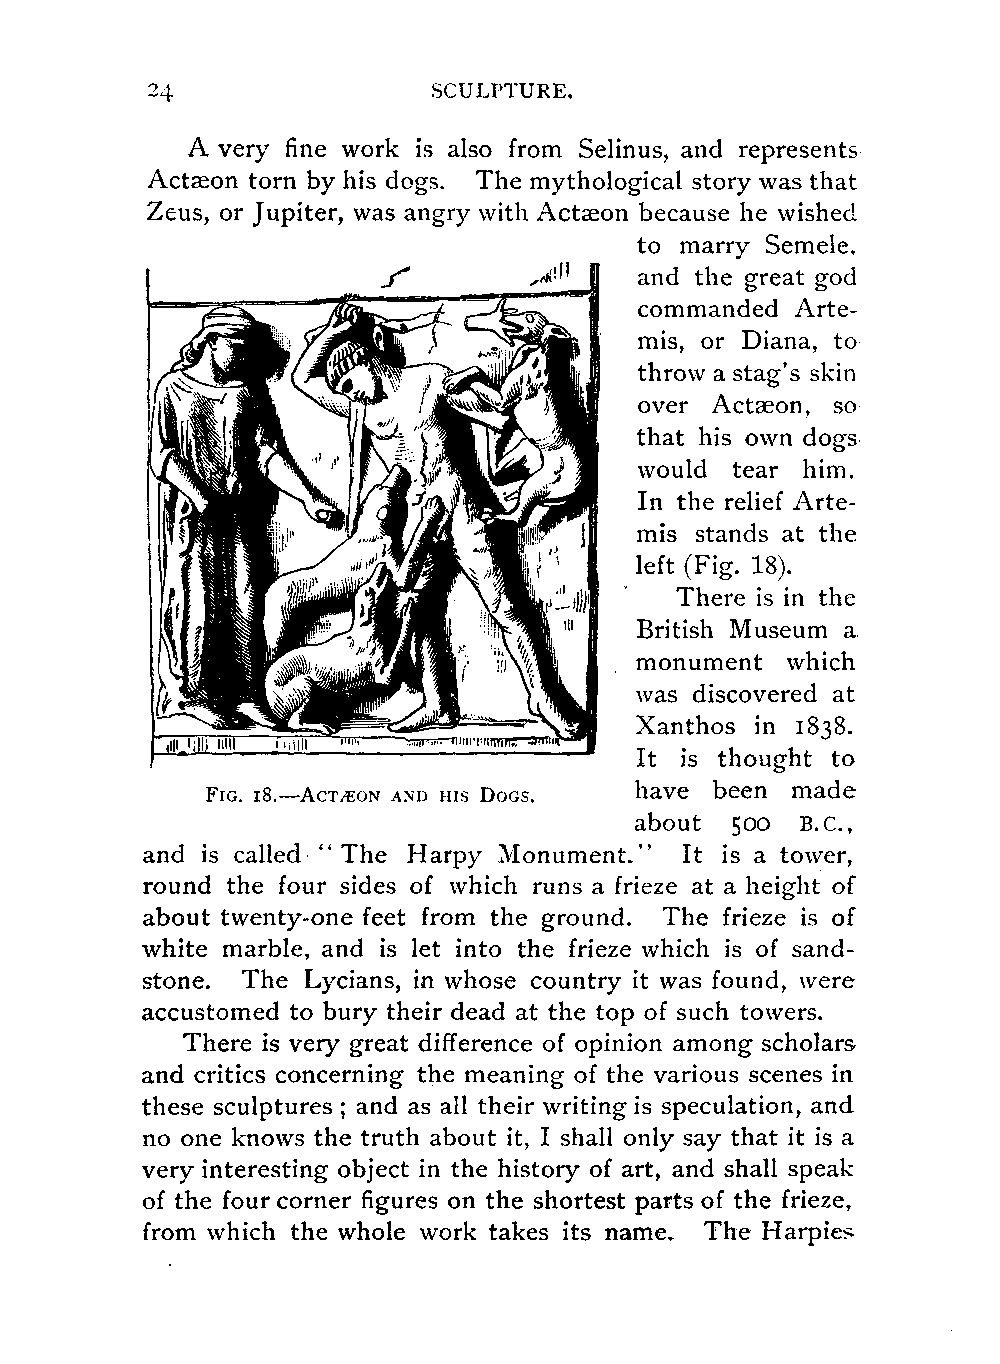 24 SCULPTURE.
A very fine work is also from Selinus, and represents
Actæon torn by his dogs. The mythological story was that
Zeus, or Jupiter, was angry with Actæon because he wished
to marry Semele,
and the great god
commanded Arte-
mis, or Diana, to
throw a stag's skin
over Actæon, so
that his own dogs
would tear him.
In the relief Arte-
mis stands at the
left (Fig. 18).
FIG. 18.—ACTÆON AND HIS DOGS.
There is in the
British Museum a
monument which
was discovered at
Xanthos in 1838.
It is thought to
have been made
about 500 B.C.,
and is called "The Harpy Monument." It is a tower,
round the four sides of which runs a frieze at a height of
about twenty-one feet from the ground. The frieze is of
white marble, and is let into the frieze which is of sand-
stone. The Lycians, in whose country it was found, were
accustomed to bury their dead at the top of such towers.
There is very great difference of opinion among scholars
and critics concerning the meaning of the various scenes in
these sculptures; and as all their writing is speculation, and
no one knows the truth about it, I shall only say that it is a
very interesting object in the history of art, and shall speak
of the four corner figures on the shortest parts of the frieze,
from which the whole work takes its name. The Harpies